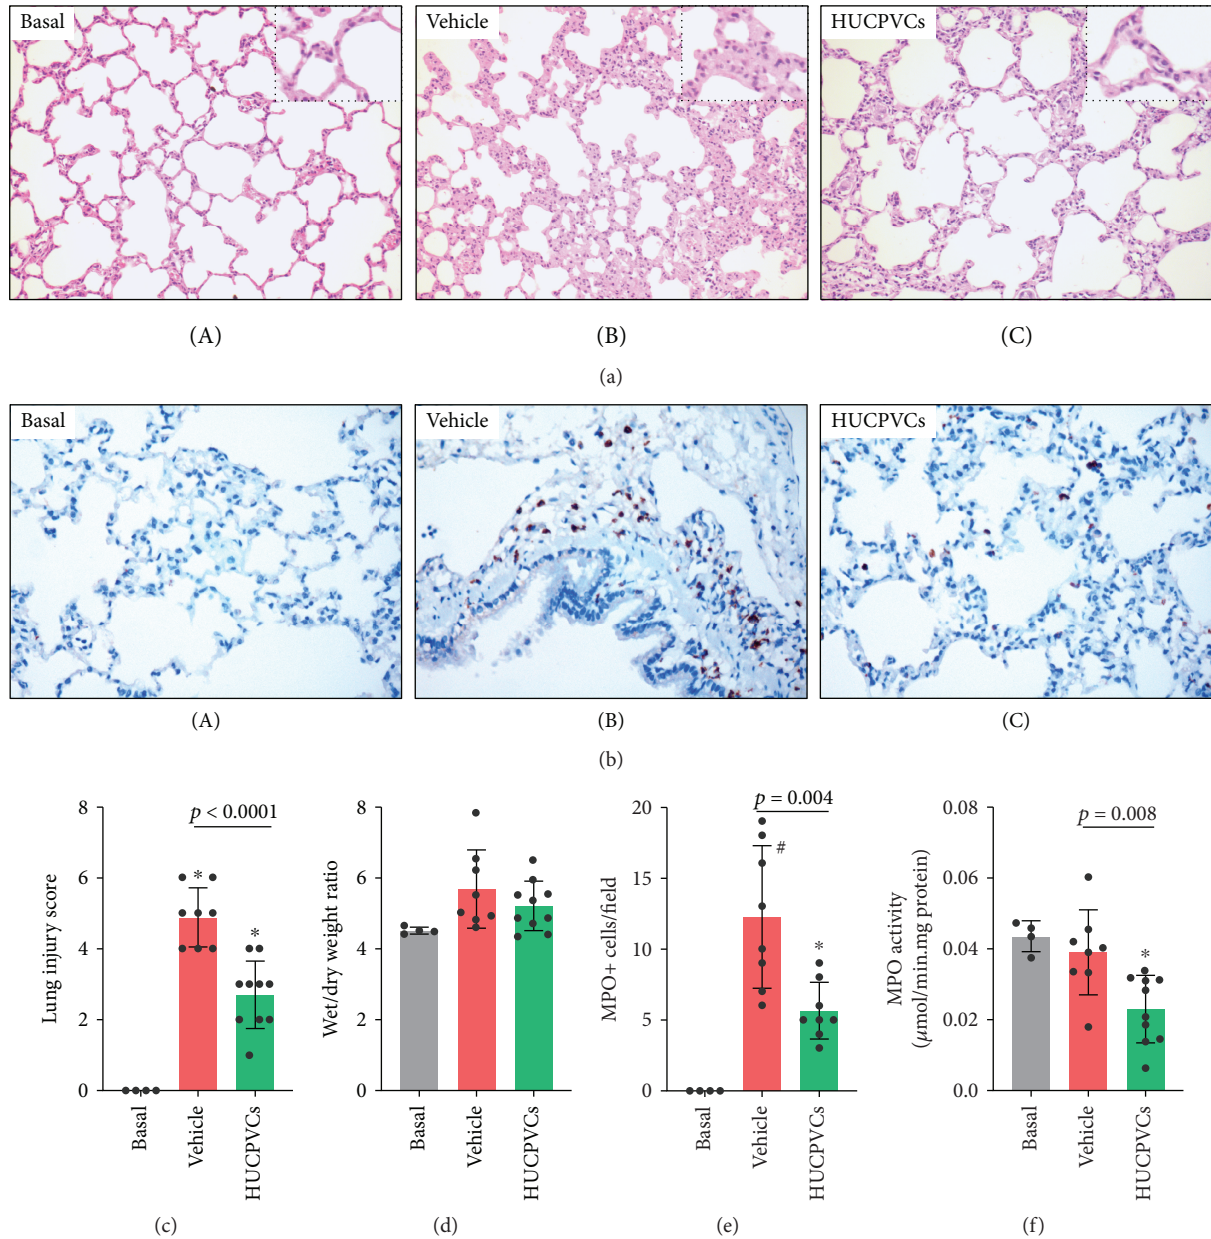 Basal
Vehicle
HUCPVCs
(A)
(B)
(C)
(a)
Basal
Vehicle
HUCPVCs
(A)
(B)
(C)
(b)
Lung injury score
8
6
4
2
0
p < 0.0001
*
*
Basal
Vehicle
HUCPVCs
(c)
Wet/dry weight ratio
8
6
4
2
0
Basal
Vehicle
HUCPVCs
(d)
MPO+ cells/field
20
15
10
5
0
p = 0.004
#
*
Basal
Vehicle
HUCPVCs
(e)
MPO activity
(μmol/min.mg protein)
0.08
0.06
0.04
0.02
0.0
p = 0.008
*
Basal
Vehicle
HUCPVCs
(f)